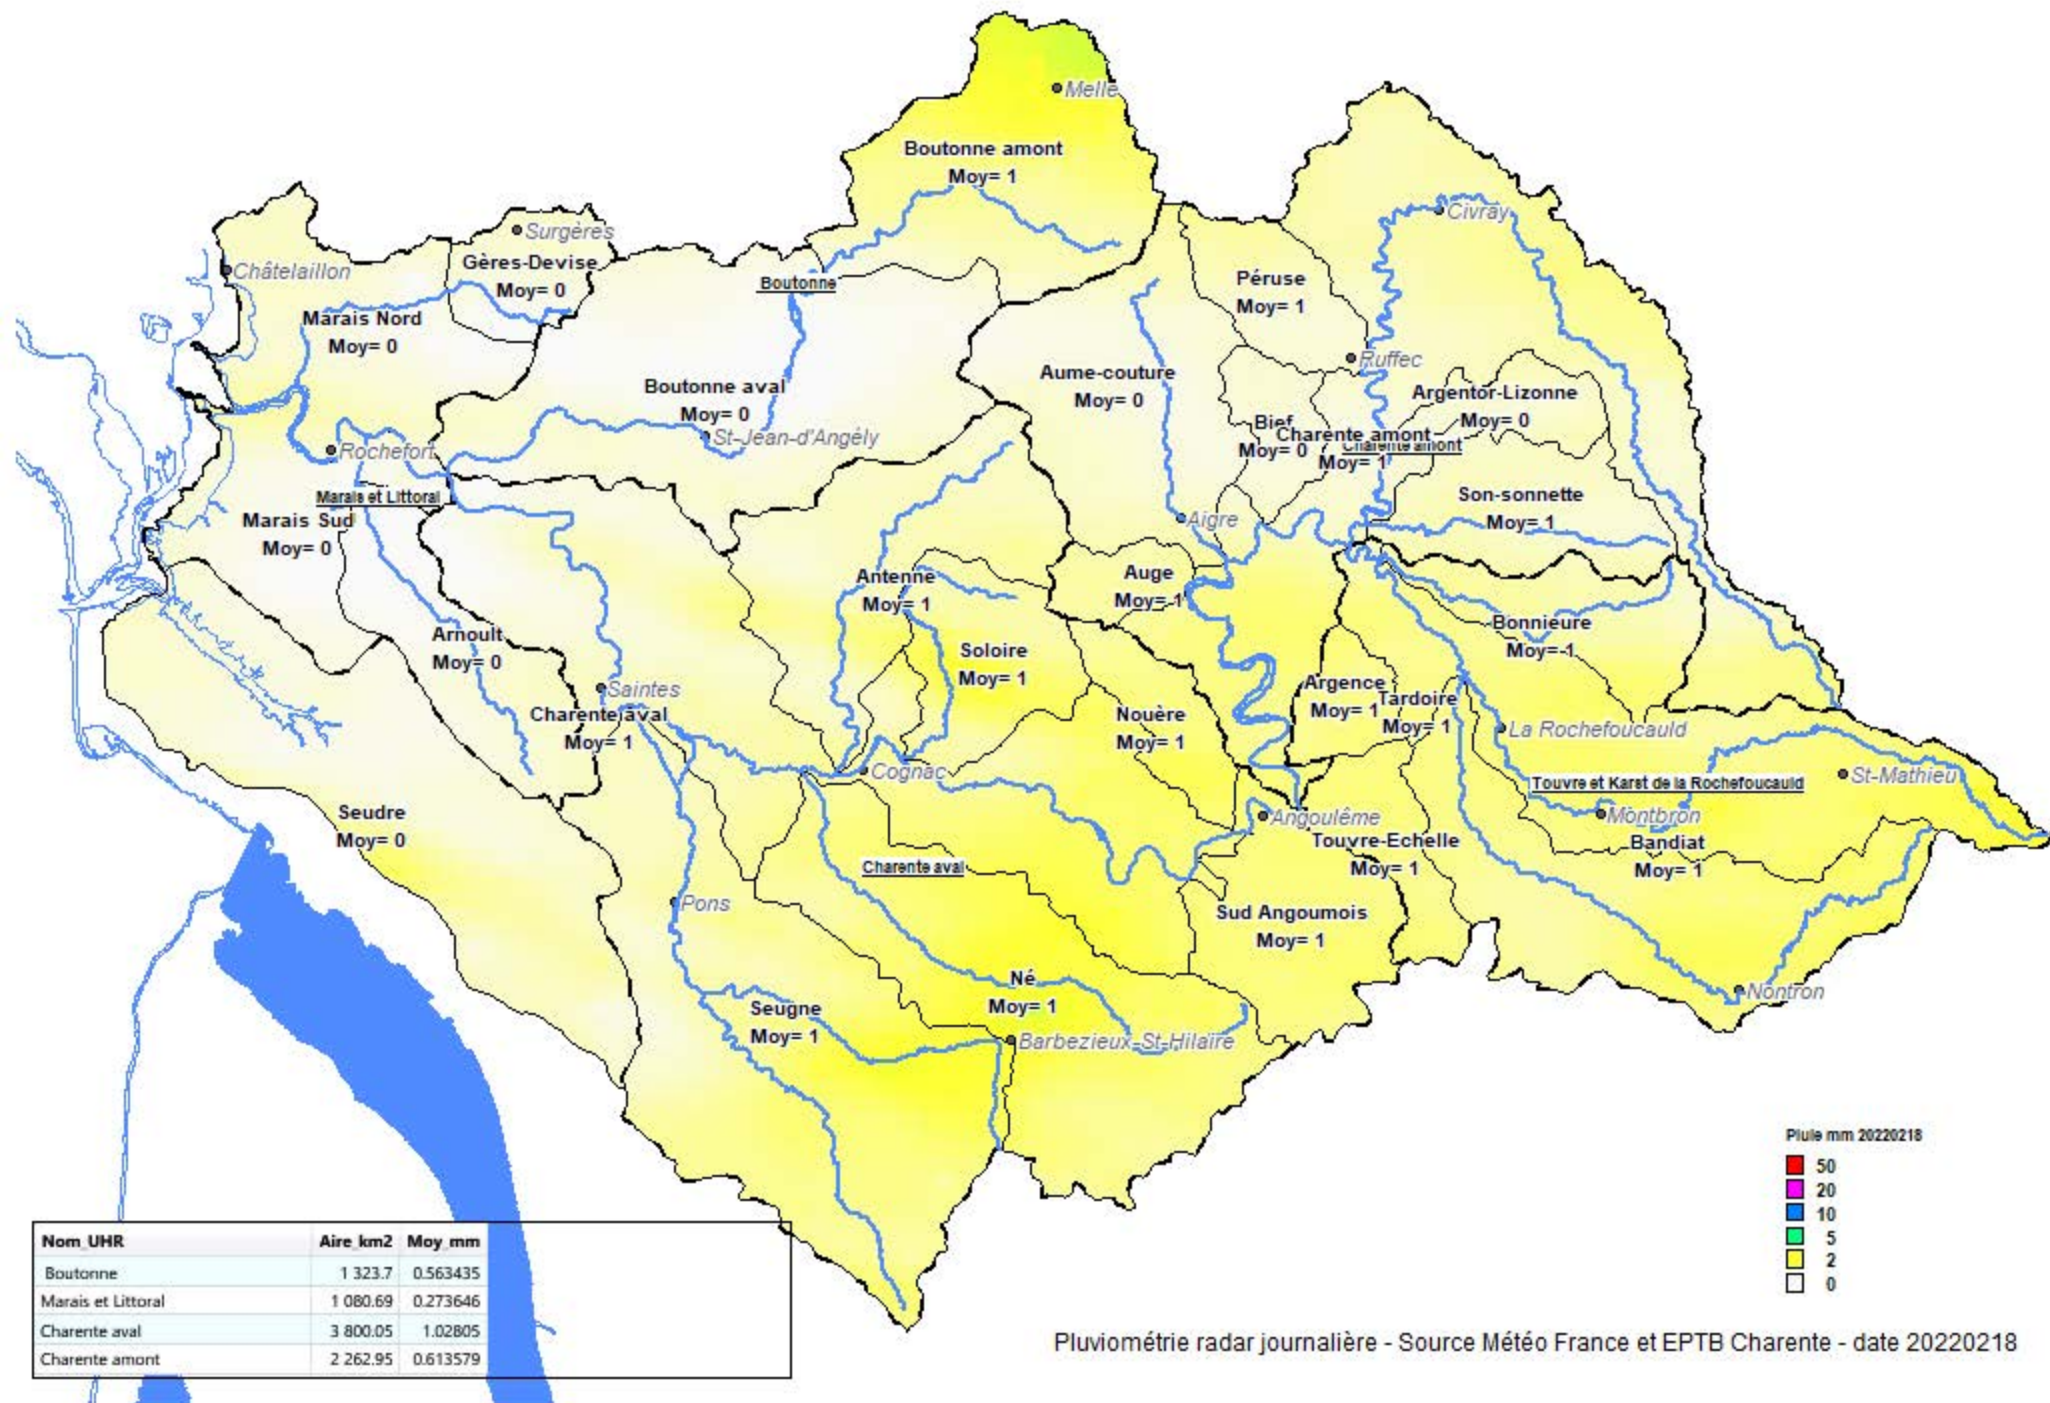 Melle
Boutonne amont
Moy= 1
Civray
Surgères
Châtelaillon
Gères-Devise
Moy= 0
Boutonne
Péruse
Moy= 1
Marais Nord
Moy= 0
Ruffec
Aume-couture
Moy= 0
Boutonne aval
Moy= 0
Argentor-Lizonne
Moy= 0
Bief
Moy= 0
Charente amont
Moy= 1
Charente amont
St-Jean-d'Angély
Rochefort
Marais et Littoral
Marais Sud
Moy= 0
Son-sonnette
Moy= 1
Aigre
Antenne
Moy= 1
Auge
Moy= 1
Bonnieure
Moy= 1
Arnoult
Moy= 0
Soloire
Moy= 1
Saintes
Charente aval
Moy= 1
Nouère
Moy= 1
Argence
Moy= 1
Tardoire
Moy= 1
La Rochefoucauld
Cognac
Touvre et Karst de la Rochefoucauld
St-Mathieu
Montbron
Seudre
Moy= 0
Angoulême
Touvre-Echelle
Moy= 1
Bandiat
Moy= 1
Charente aval
Pons
Sud Angoumois
Moy= 1
Né
Moy= 1
Nontron
Seugne
Moy= 1
Barbezieux-St-Hilaire
Pluie mm 20220218
50
20
10
5
2
0
Nom_UHR Aire_km2 Moy_mm
Boutonne 1 323.7 0.563435
Marais et Littoral 1 080.69 0.273646
Charente aval 3 800.05 1.02805
Charente amont 2 262.95 0.613579
Pluviométrie radar journalière - Source Météo France et EPTB Charente - date 20220218